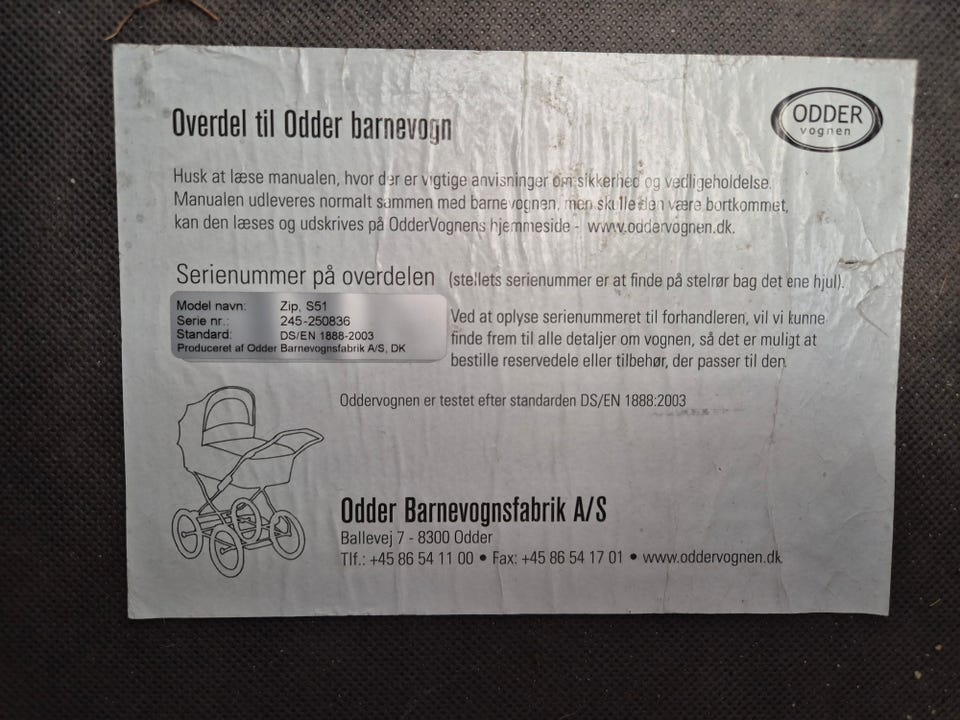 ODDER
vognen
Overdel til Odder barnevogn
Husk at læse manualen, hvor der er vigtige anvisninger om sikkerhed og vedligeholdelse.
Manualen udleveres normalt sammen med barnevognen, men skulle den være bortkommet,
kan den læses og udskrives på OdderVognens hjemmeside - www.oddervognen.dk.
Serienummer på overdelen (stellets serienummer er at finde på stelrør bag det ene hjul).
Model navn: Zip, S51
Serie nr.: 245-250836
Standard: DS/EN 1888-2003
Produceret af Odder Barnevognsfabrik A/S, DK
Ved at oplyse serienummeret til forhandleren, vil vi kunne
finde frem til alle detaljer om vognen, så det er muligt at
bestille reservedele eller tilbehør, der passer til den.
Oddervognen er testet efter standarden DS/EN 1888:2003
Odder Barnevognsfabrik A/S
Ballevej 7 - 8300 Odder
Tlf.: +45 86 54 11 00 • Fax: +45 86 54 17 01 • www.oddervognen.dk